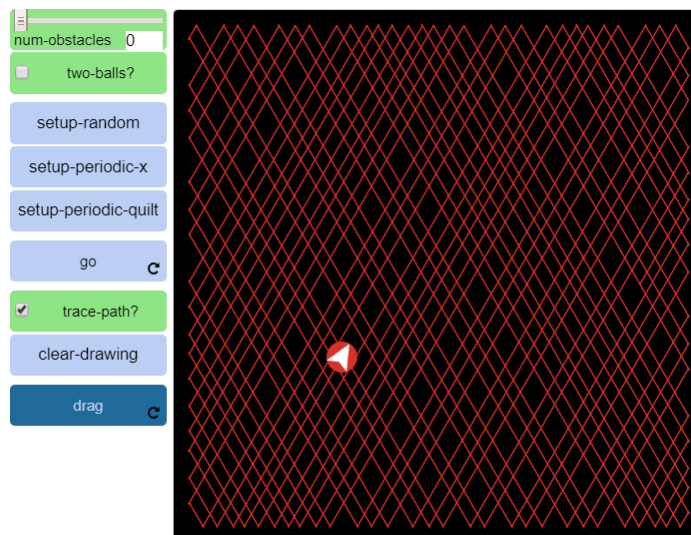 num-obstacles 0
two-balls?
setup-random
setup-periodic-x
setup-periodic-quilt
go
trace-path?
clear-drawing
drag